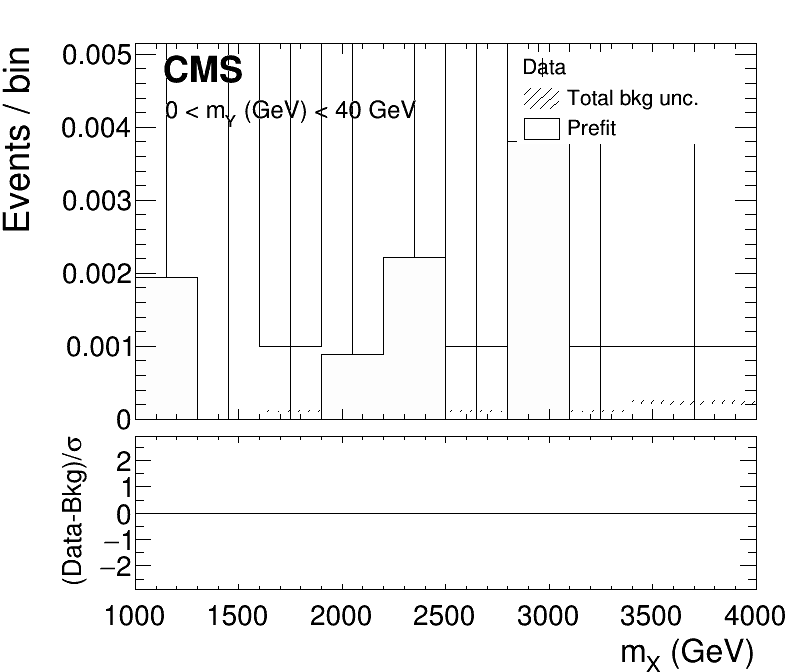 CMS
0 < mY (GeV) < 40 GeV
Data
Total bkg unc.
Prefit
Events / bin
0.005
0.004
0.003
0.002
0.001
0
(Data-Bkg)/σ
2
1
0
−1
−2
1000 1500 2000 2500 3000 3500 4000
mX (GeV)